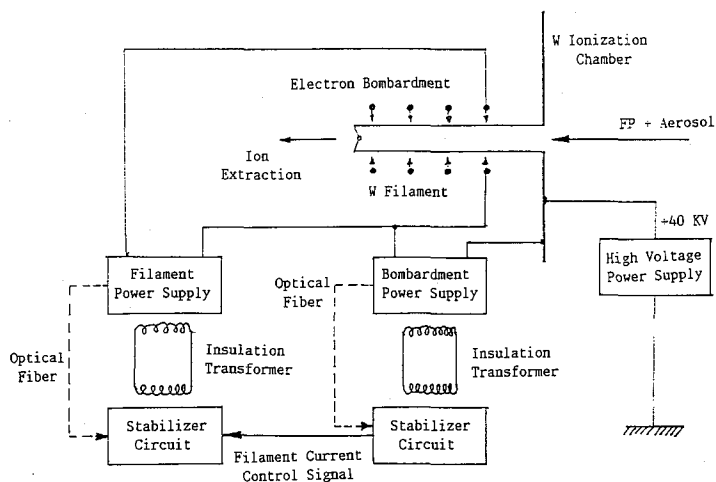 W Ionization
Chamber
Electron Bombardment
FP + Aerosol
Ion
Extraction
W Filament
+40 KV
Filament
Power Supply
Optical
Fiber
Bombardment
Power Supply
High Voltage
Power Supply
Optical
Fiber
Insulation
Transformer
Insulation
Transformer
Stabilizer
Circuit
Stabilizer
Circuit
Filament Current
Control Signal